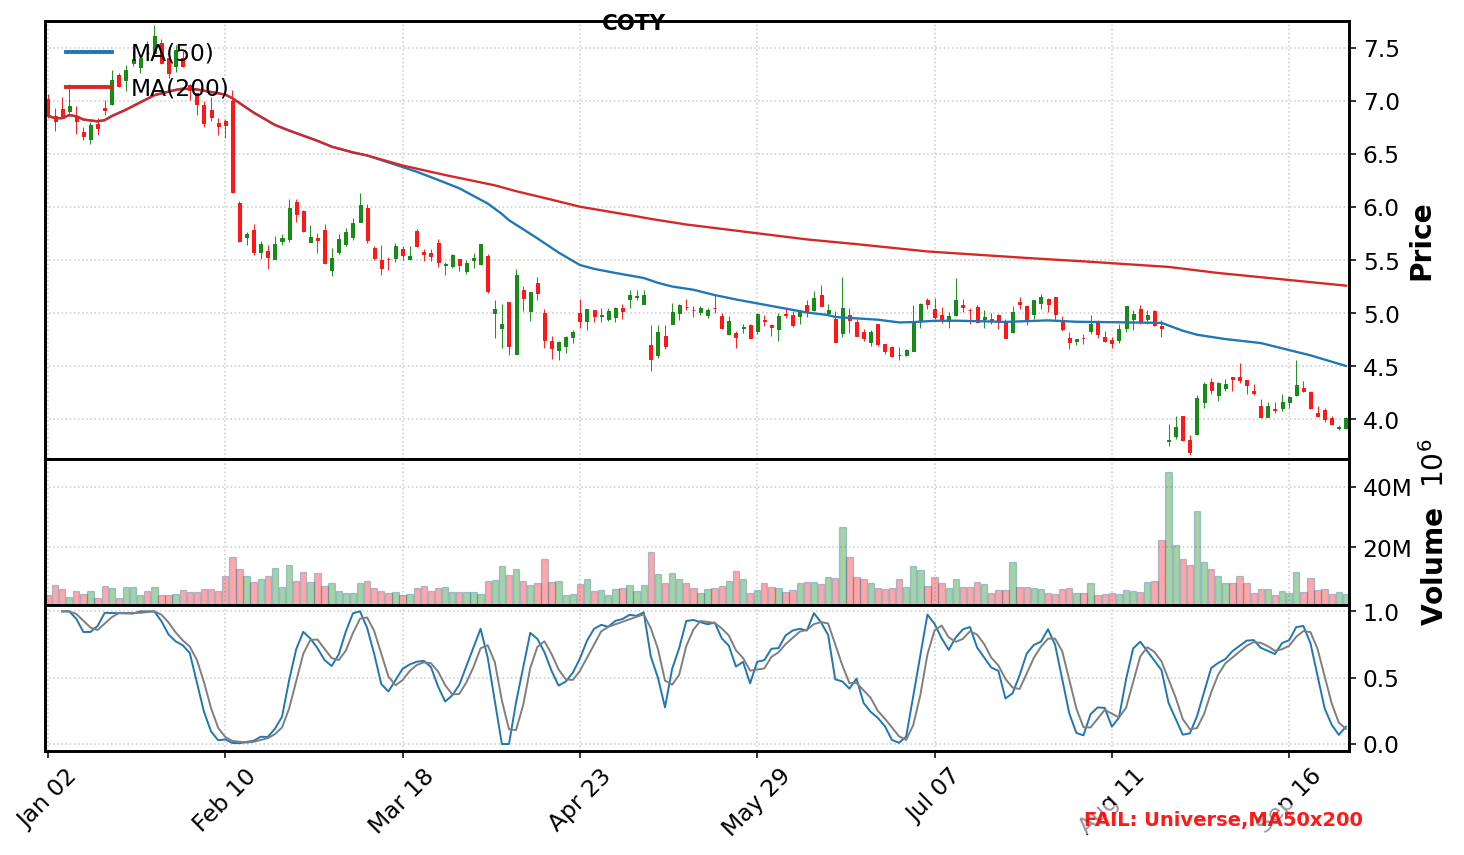 COTY
MA(50)
MA(200)
7.5
7.0
6.5
6.0
5.5
5.0
4.5
4.0
Price
40M
20M
Volume 10^6
1.0
0.5
0.0
Jan 02
Feb 10
Mar 18
Apr 23
May 29
Jul 07
Aug 11
Sep 16
FAIL: Universe,MA50x200